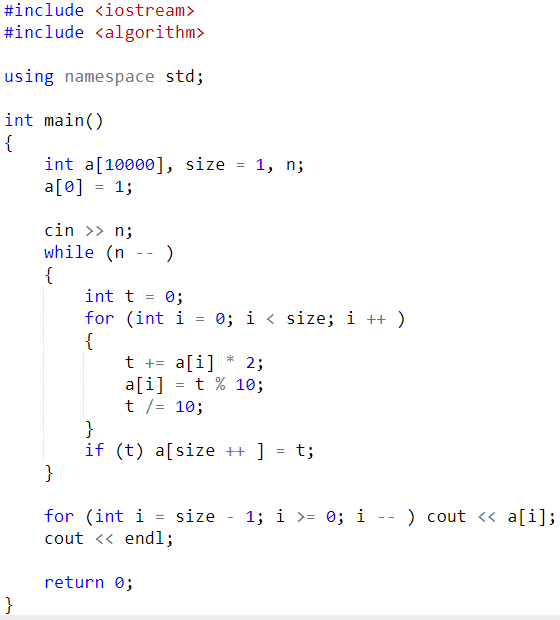 #include <iostream>
#include <algorithm>
using namespace std;
int main()
{
int a[10000], size = 1, n;
a[0] = 1;
cin >> n;
while (n -- )
{
int t = 0;
for (int i = 0; i < size; i ++ )
{
t += a[i] * 2;
a[i] = t % 10;
t /= 10;
}
if (t) a[size ++ ] = t;
}
for (int i = size - 1; i >= 0; i -- ) cout << a[i];
cout << endl;
return 0;
}